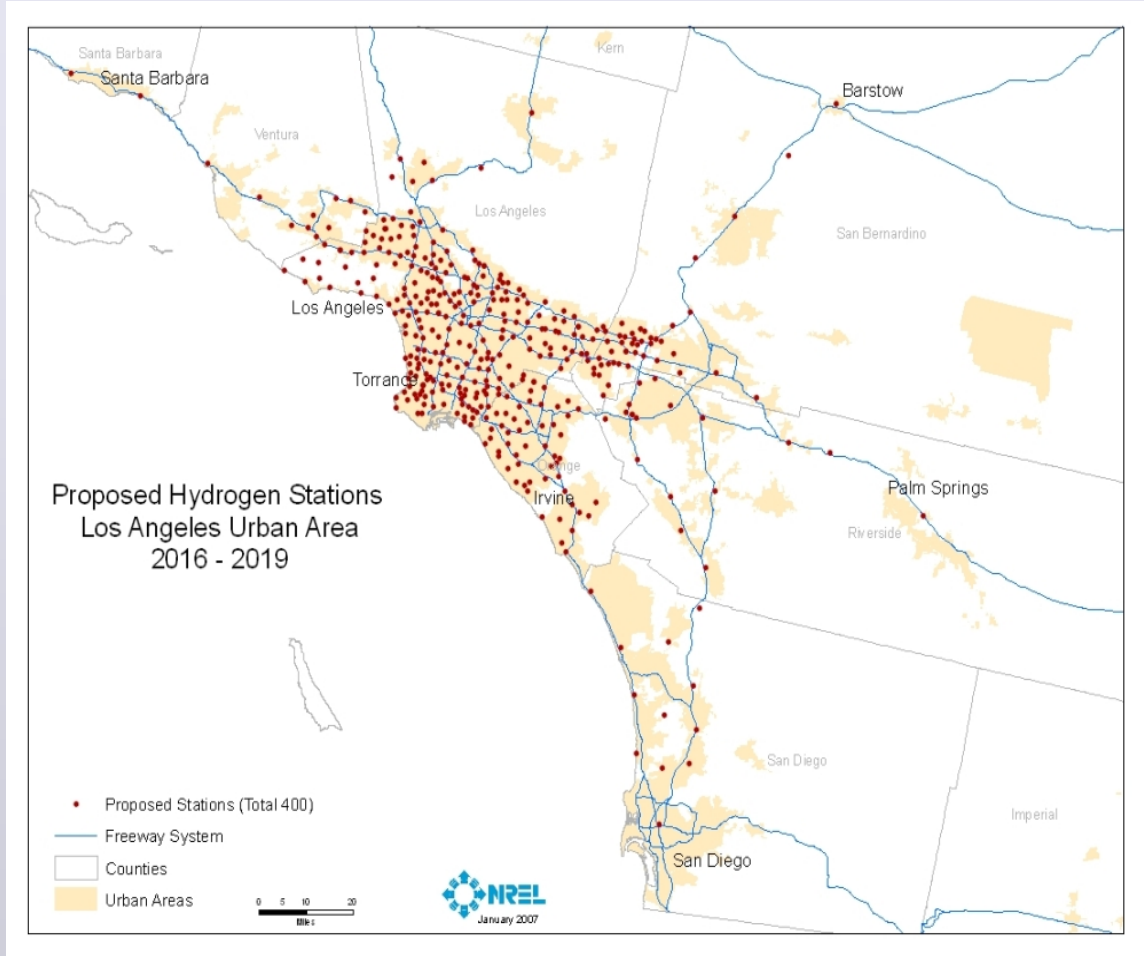 Santa Barbara
Santa Barbara
Kern
Barstow
Ventura
Los Angeles
San Bernardino
Los Angeles
Torrance
Orange
Irvine
Palm Springs
Riverside
Proposed Hydrogen Stations
Los Angeles Urban Area
2016 - 2019
San Diego
Imperial
San Diego
Proposed Stations (Total 400)
Freeway System
Counties
Urban Areas
0 5 10 20
Miles
NREL
January 2007